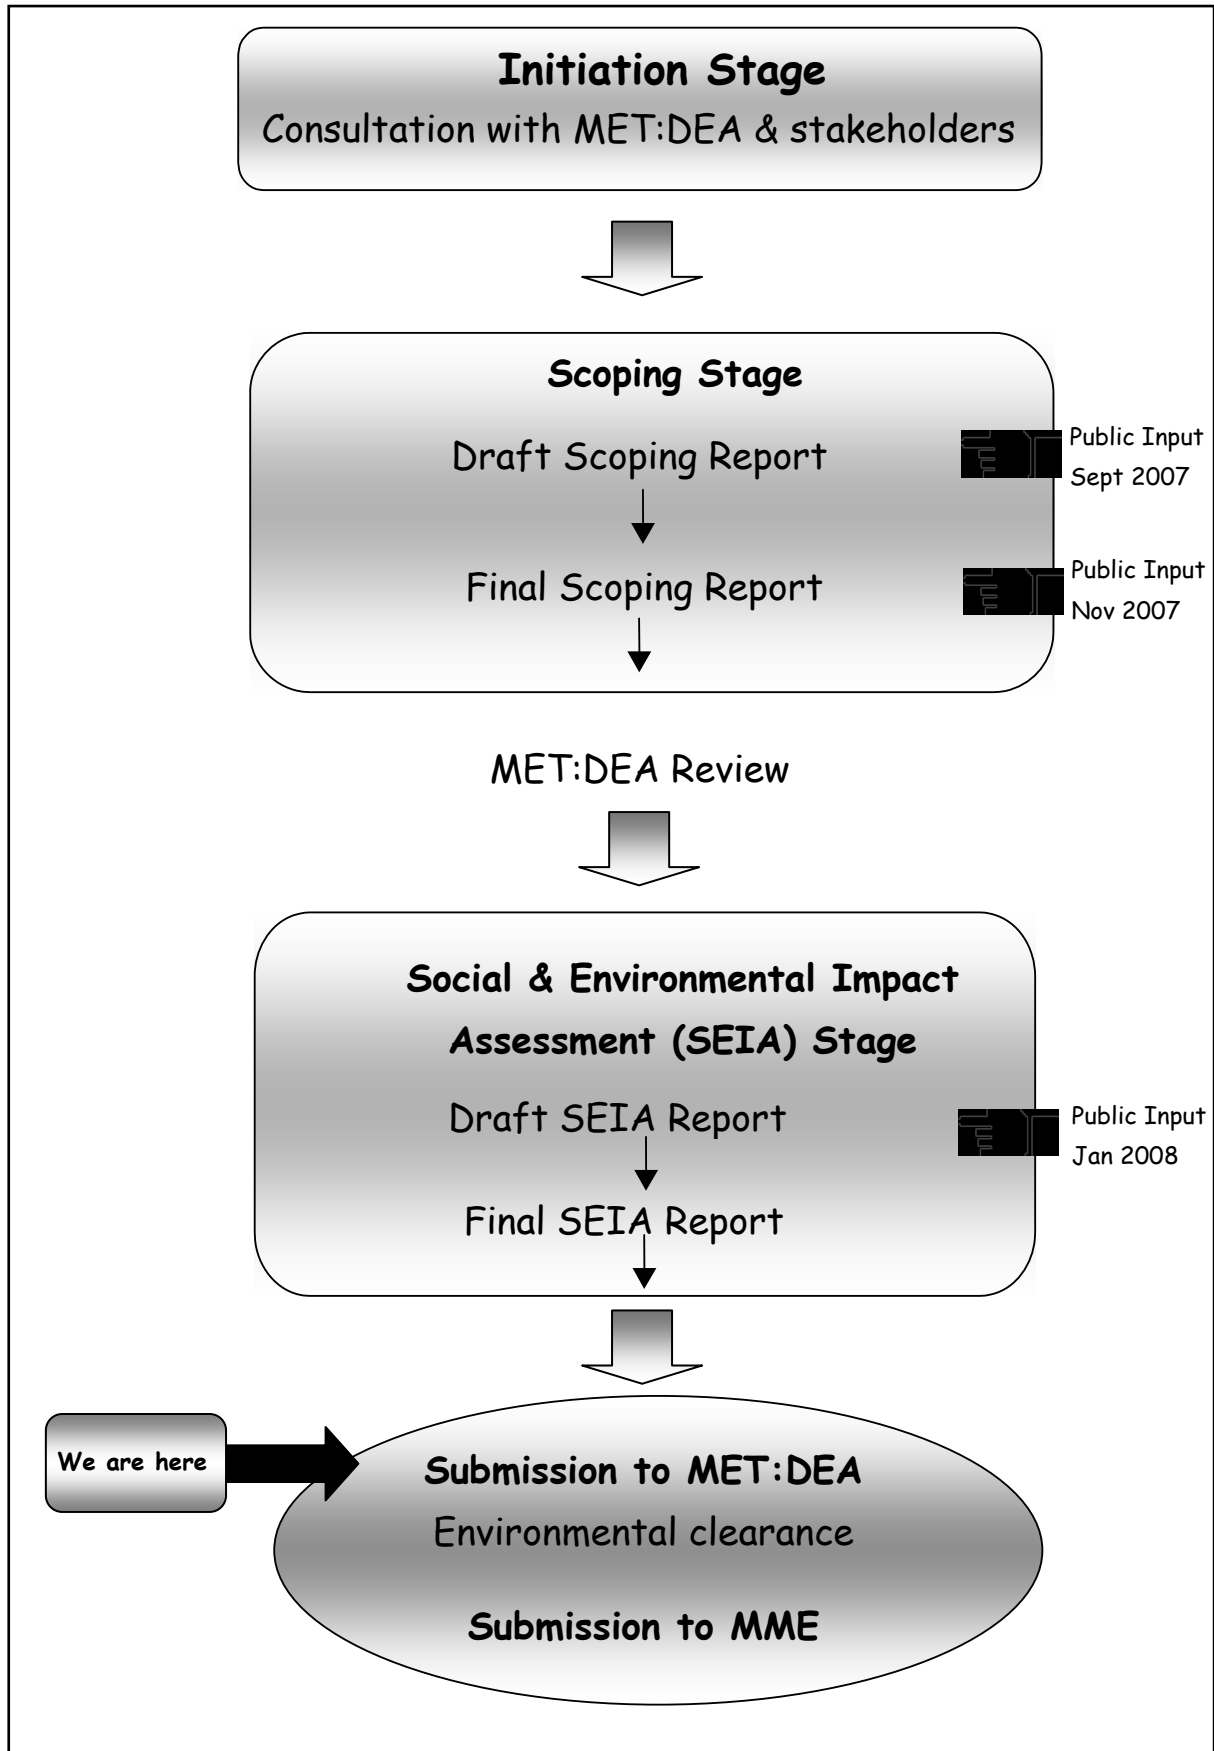 Initiation Stage
Consultation with MET:DEA & stakeholders
Scoping Stage
Draft Scoping Report
Public Input
Sept 2007
Final Scoping Report
Public Input
Nov 2007
MET:DEA Review
Social & Environmental Impact
Assessment (SEIA) Stage
Draft SEIA Report
Public Input
Jan 2008
Final SEIA Report
We are here
Submission to MET:DEA
Environmental clearance
Submission to MME